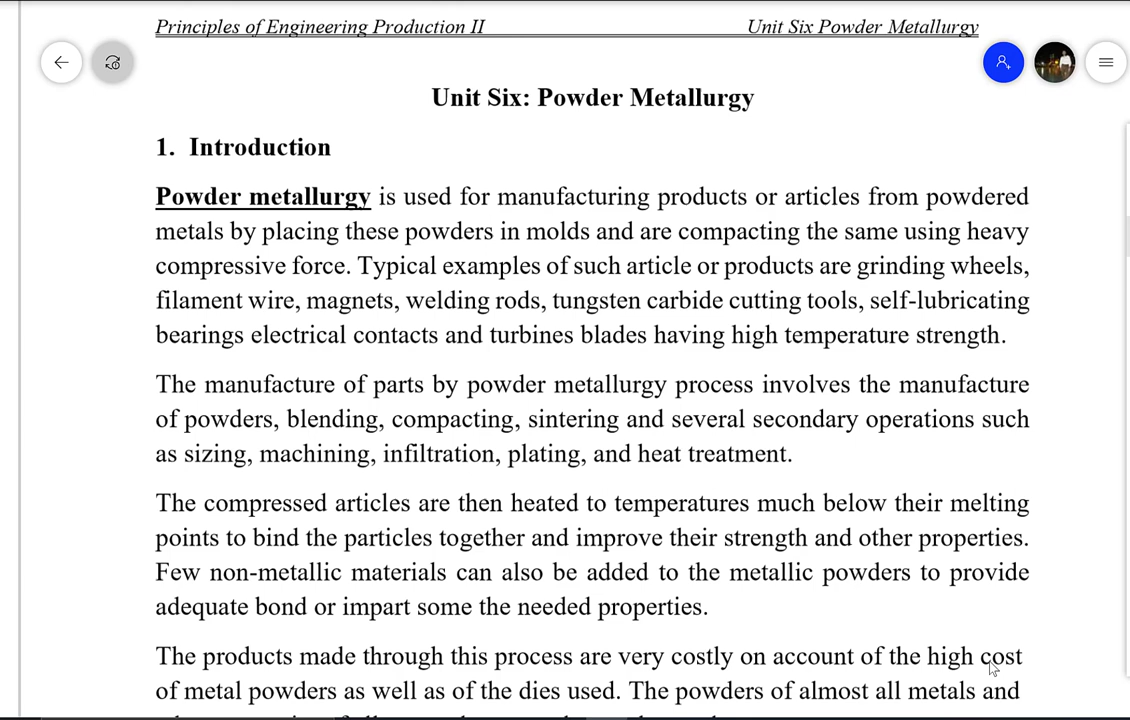 Principles of Engineering Production II Unit Six Powder Metallurgy
Unit Six: Powder Metallurgy
1. Introduction
Powder metallurgy is used for manufacturing products or articles from powdered
metals by placing these powders in molds and are compacting the same using heavy
compressive force. Typical examples of such article or products are grinding wheels,
filament wire, magnets, welding rods, tungsten carbide cutting tools, self-lubricating
bearings electrical contacts and turbines blades having high temperature strength.
The manufacture of parts by powder metallurgy process involves the manufacture
of powders, blending, compacting, sintering and several secondary operations such
as sizing, machining, infiltration, plating, and heat treatment.
The compressed articles are then heated to temperatures much below their melting
points to bind the particles together and improve their strength and other properties.
Few non-metallic materials can also be added to the metallic powders to provide
adequate bond or impart some the needed properties.
The products made through this process are very costly on account of the high cost
of metal powders as well as of the dies used. The powders of almost all metals and